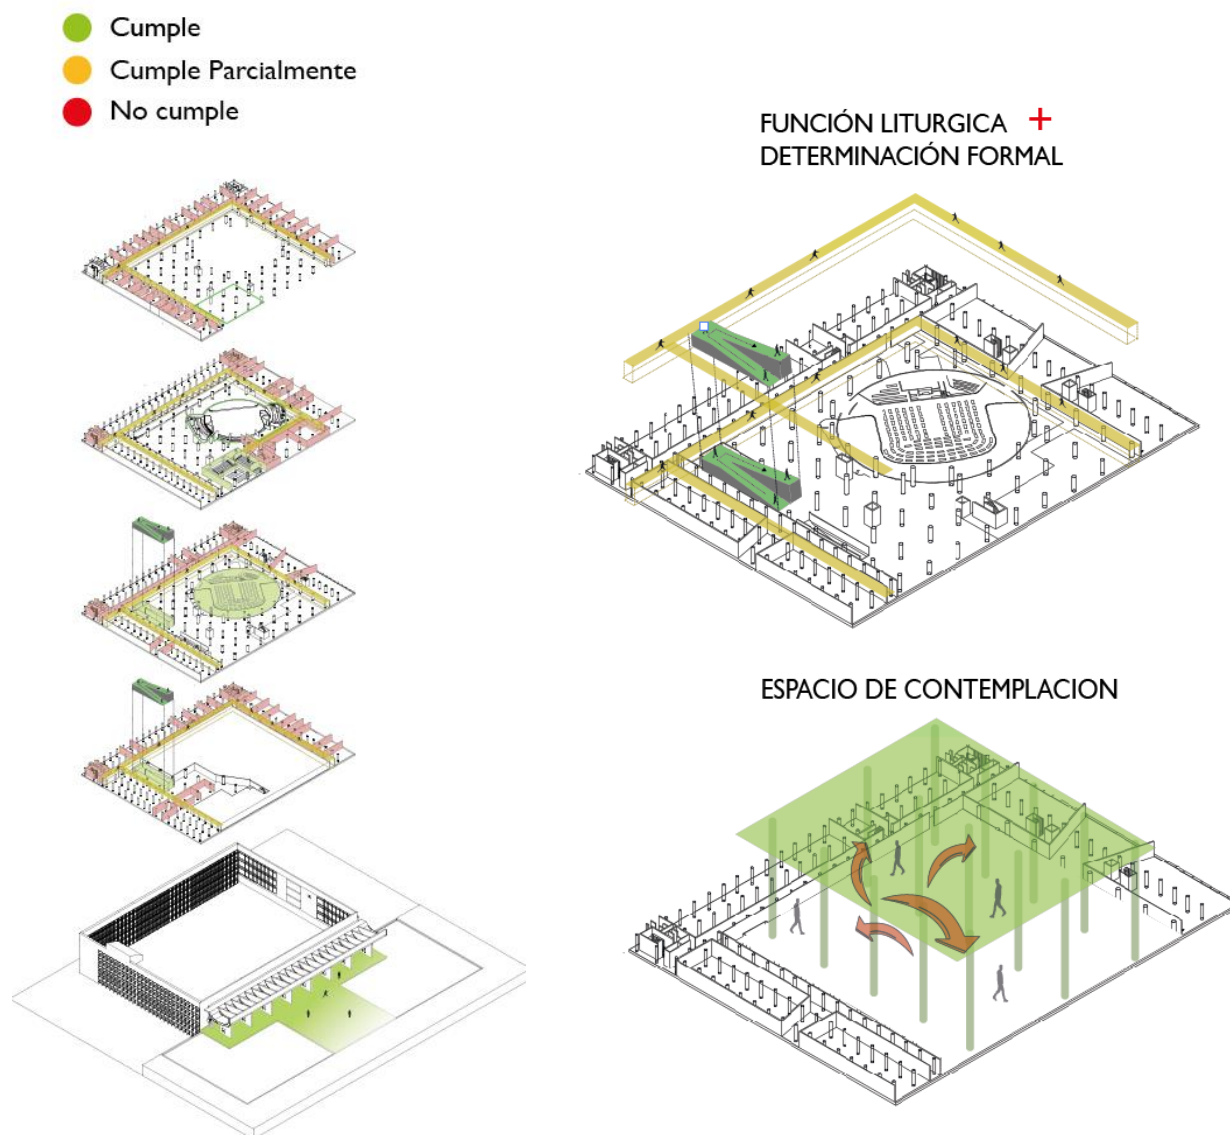 Cumple
Cumple Parcialmente
No cumple
FUNCIÓN LITURGICA +
DETERMINACIÓN FORMAL
ESPACIO DE CONTEMPLACION